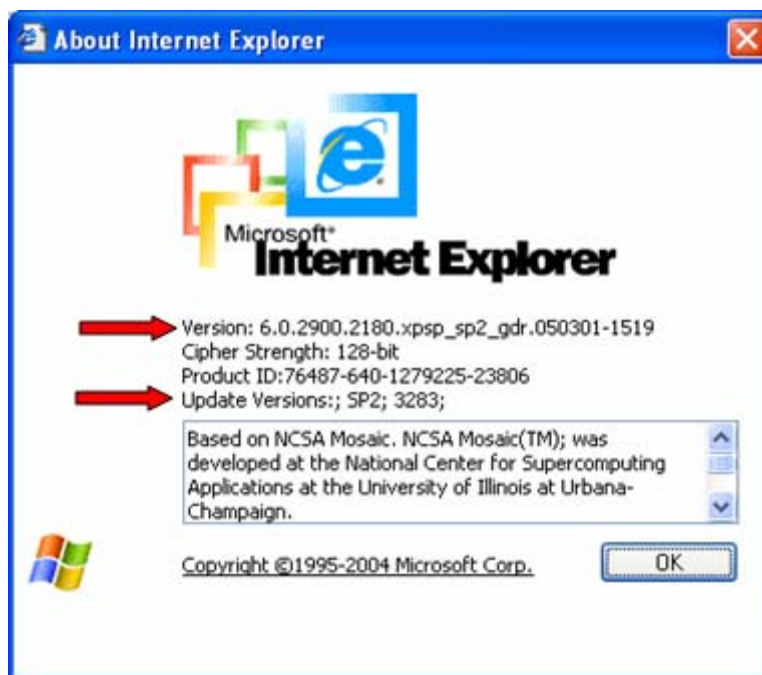 About Internet Explorer
Microsoft®
Internet Explorer
Version: 6.0.2900.2180.xpsp_sp2_gdr.050301-1519
Cipher Strength: 128-bit
Product ID:76487-640-1279225-23806
Update Versions:; SP2; 3283;
Based on NCSA Mosaic. NCSA Mosaic(TM); was
developed at the National Center for Supercomputing
Applications at the University of Illinois at Urbana-
Champaign.
Copyright ©1995-2004 Microsoft Corp.
OK